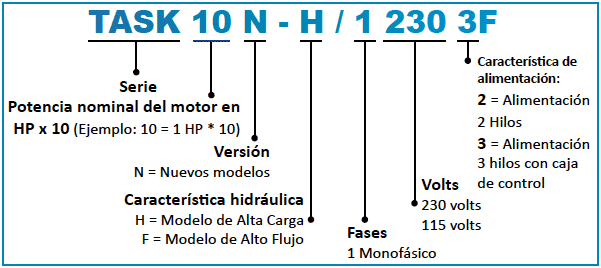 TASK 10 N - H / 1 230 3F
Serie
Potencia nominal del motor en
HP x 10 (Ejemplo: 10 = 1 HP * 10)
Versión
N = Nuevos modelos
Característica hidráulica
H = Modelo de Alta Carga
F = Modelo de Alto Flujo
Fases
1 Monofásico
Volts
230 volts
115 volts
Característica de
alimentación:
2 = Alimentación
2 Hilos
3 = Alimentación
3 hilos con caja
de control